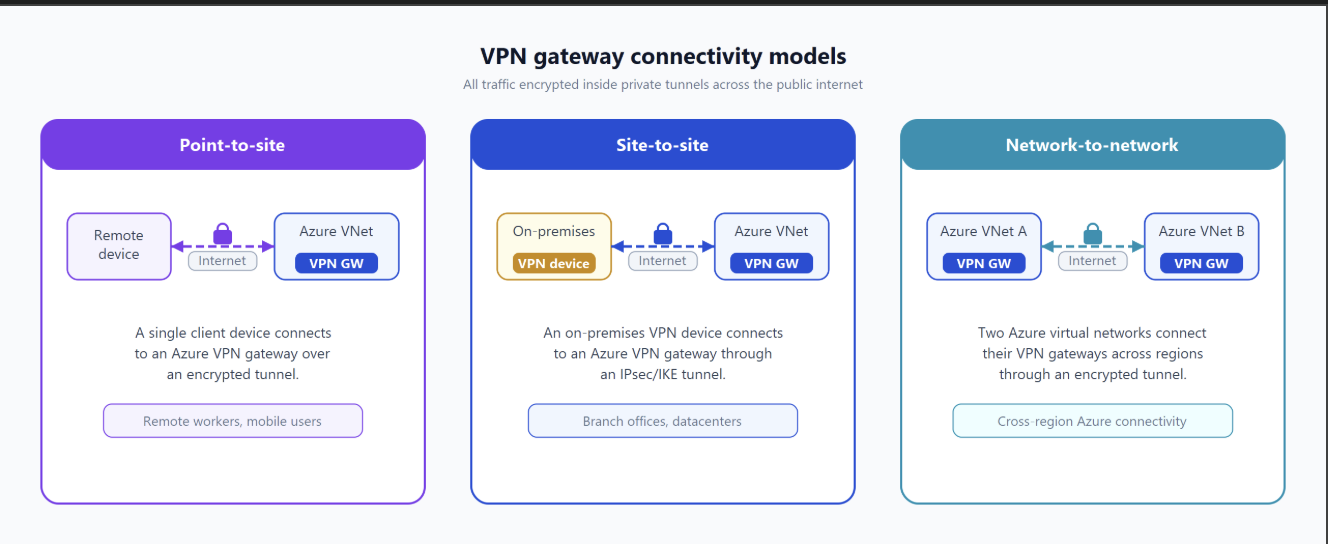 VPN gateway connectivity models
All traffic encrypted inside private tunnels across the public internet
Point-to-site
Remote
device
Internet
Azure VNet
VPN GW
A single client device connects
to an Azure VPN gateway over
an encrypted tunnel.
Remote workers, mobile users
Site-to-site
On-premises
VPN device
Internet
Azure VNet
VPN GW
An on-premises VPN device connects
to an Azure VPN gateway through
an IPsec/IKE tunnel.
Branch offices, datacenters
Network-to-network
Azure VNet A
VPN GW
Internet
Azure VNet B
VPN GW
Two Azure virtual networks connect
their VPN gateways across regions
through an encrypted tunnel.
Cross-region Azure connectivity